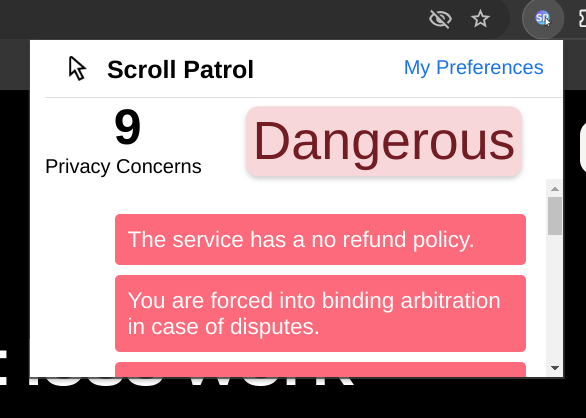 Scroll Patrol
My Preferences
9
Privacy Concerns
Dangerous
The service has a no refund policy.
You are forced into binding arbitration
in case of disputes.